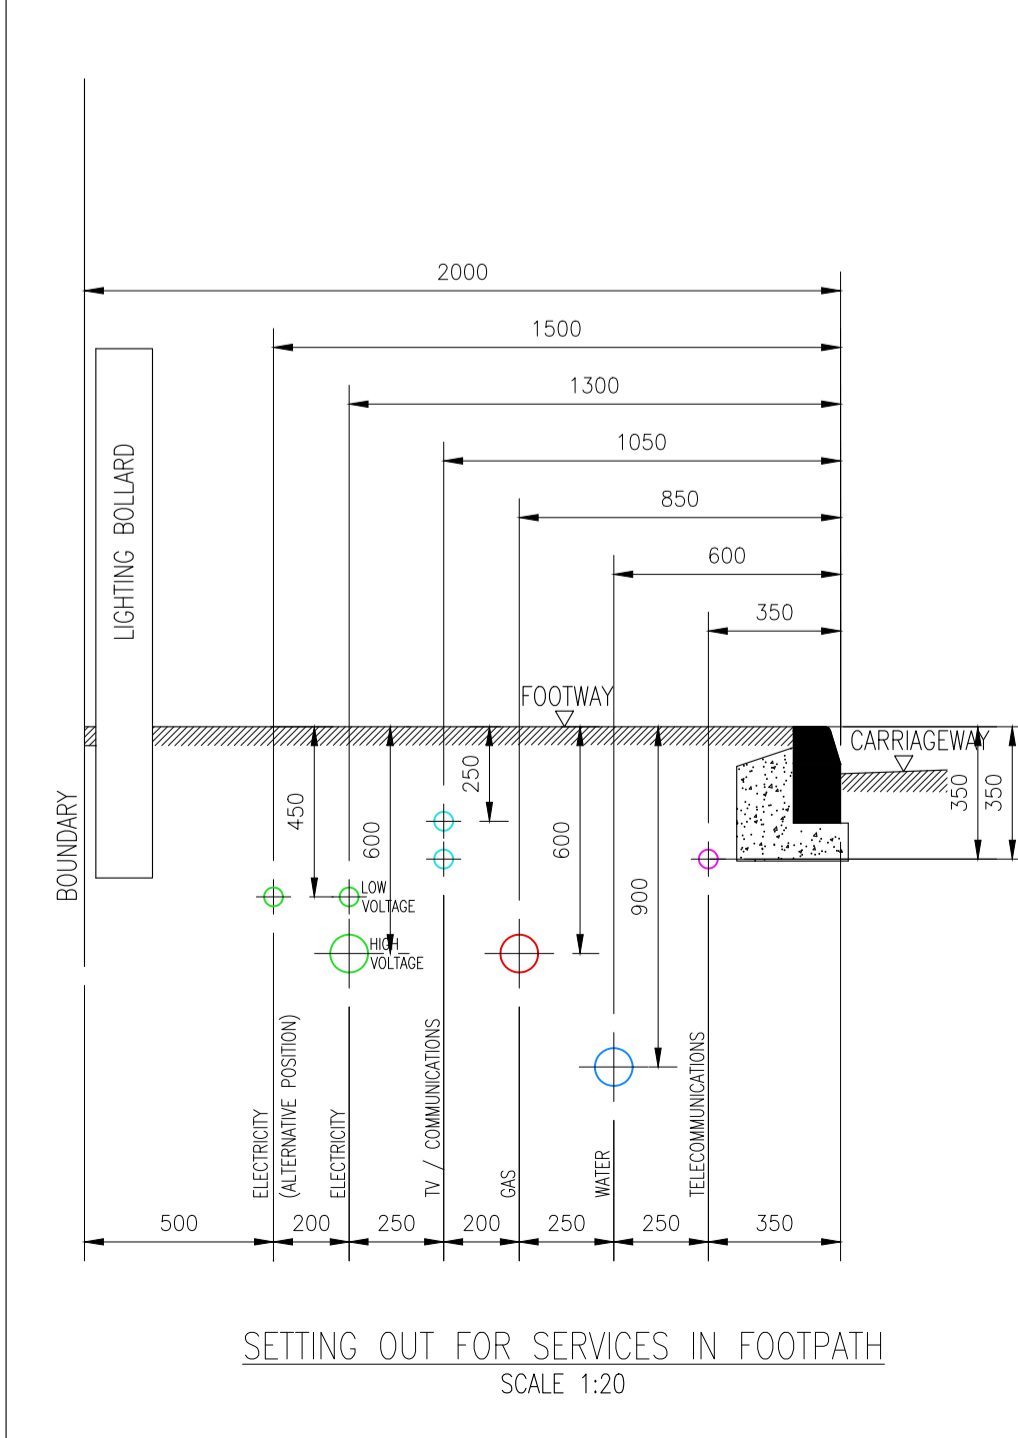 2000
1500
1300
1050
850
600
350
LIGHTING BOLLARD
FOOTWAY
CARRIAGEWAY
BOUNDARY
450
600
250
600
900
350
350
LOW
VOLTAGE
HIGH
VOLTAGE
ELECTRICITY
(ALTERNATIVE POSITION)
ELECTRICITY
TV / COMMUNICATIONS
GAS
WATER
TELECOMMUNICATIONS
500
200
250
200
250
250
350
SETTING OUT FOR SERVICES IN FOOTPATH
SCALE 1:20